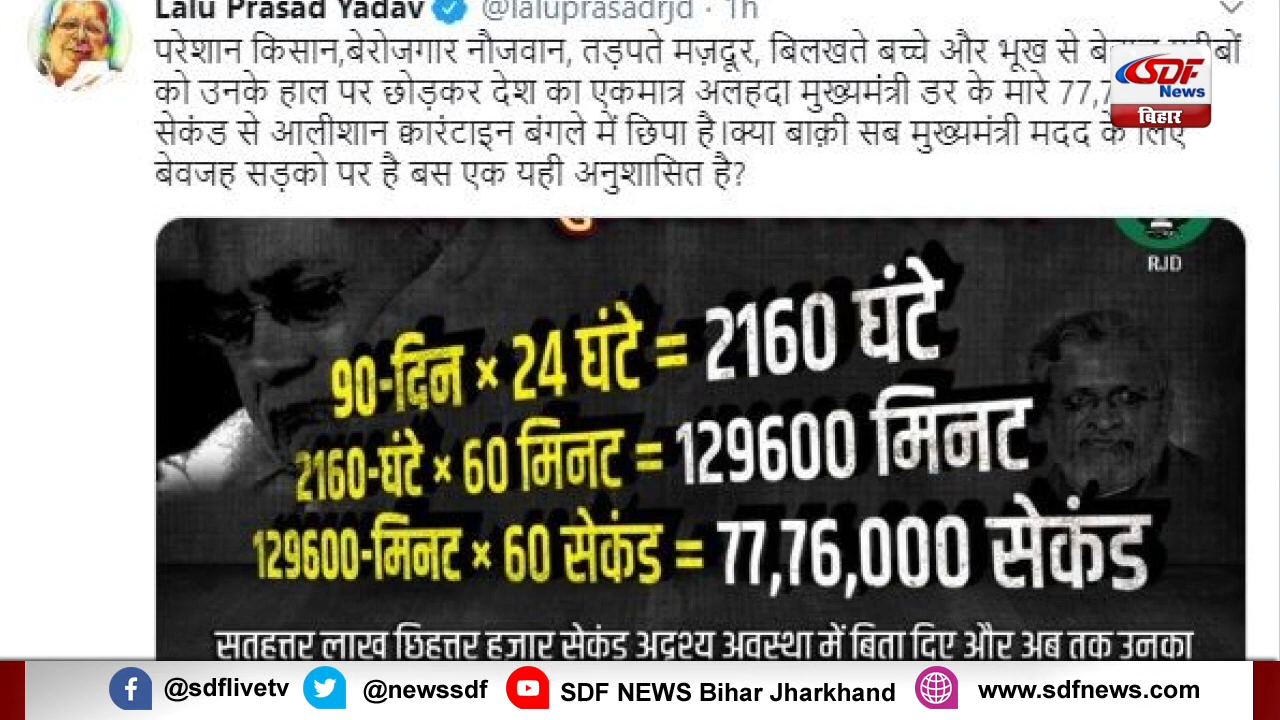 Lalu Prasad Yadav @laluprasadrjd · 1h
परेशान किसान,बेरोजगार नौजवान, तड़पते मज़दूर, बिलखते बच्चे और भूख से
को उनके हाल पर छोड़कर देश का एकमात्र अलहदा मुख्यमंत्री डर के मारे 77,7
सेकंड से आलीशान क्वारंटाइन बंगले में छिपा है।क्या बाक़ी सब मुख्यमंत्री मदद के लिए
बेवजह सड़को पर है बस एक यही अनुशासित है?
SDF
News
बिहार
RJD
90-दिन × 24 घंटे = 2160 घंटे
2160-घंटे × 60 मिनट = 129600 मिनट
129600-मिनट × 60 सेकंड = 77,76,000 सेकंड
सतहत्तर लाख छिहत्तर हजार सेकंड अदृश्य अवस्था में बिता दिए और अब तक उनका
@sdflivetv @newssdf SDF NEWS Bihar Jharkhand www.sdfnews.com